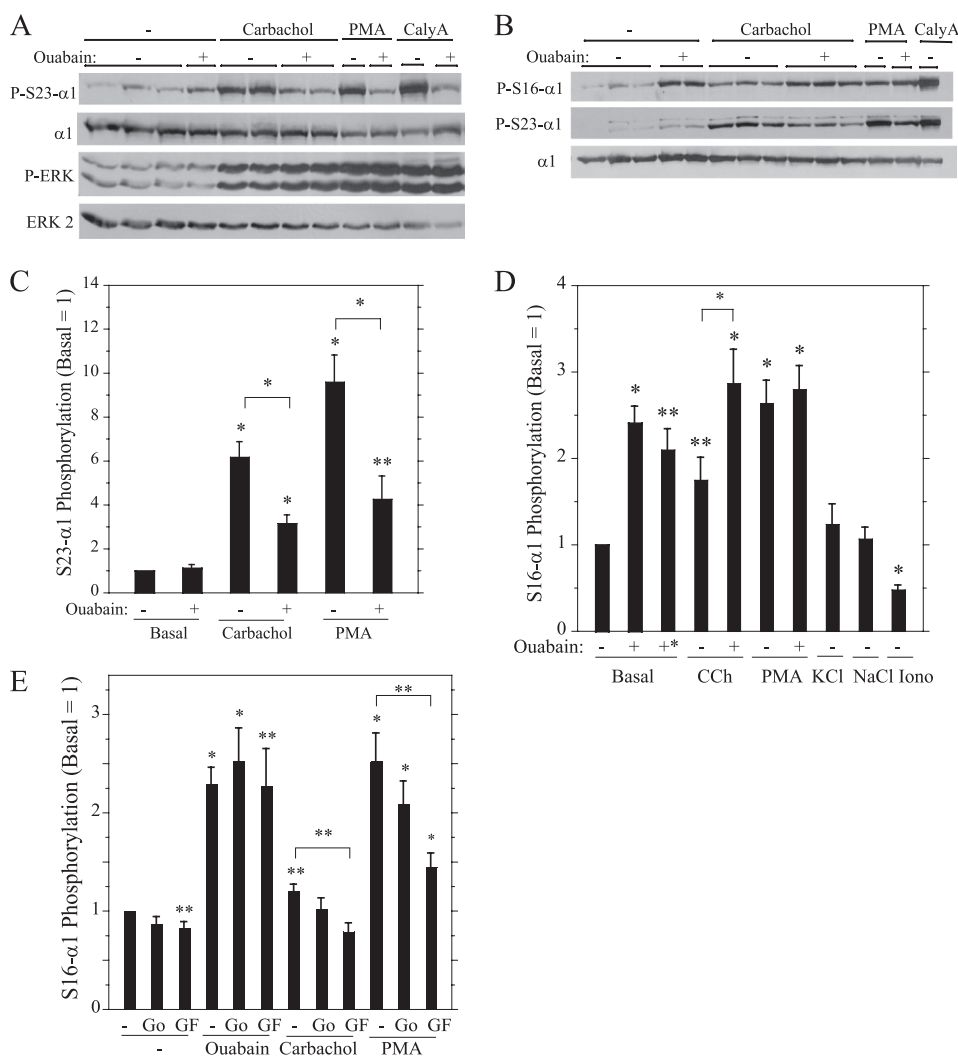 A
- Carbachol PMA CalyA
Ouabain: - + - + - + - +
P-S23-α1
α1
P-ERK
ERK 2
B
- Carbachol PMA CalyA
Ouabain: - + - + - + -
P-S16-α1
P-S23-α1
α1
C
S23-α1 Phosphorylation (Basal = 1)
14
12
10
8
6
4
2
0
* * * * * **
Ouabain: - + - + - +
Basal Carbachol PMA
D
S16-α1 Phosphorylation (Basal = 1)
4
3
2
1
0
* ** ** * * * * *
Ouabain: - + +* - + - + - - -
Basal CCh PMA KCl NaCl Iono
E
S16-α1 Phosphorylation (Basal = 1)
3
2
1
0
** * * ** ** ** * * * **
- Go GF - Go GF - Go GF - Go GF
- Ouabain Carbachol PMA